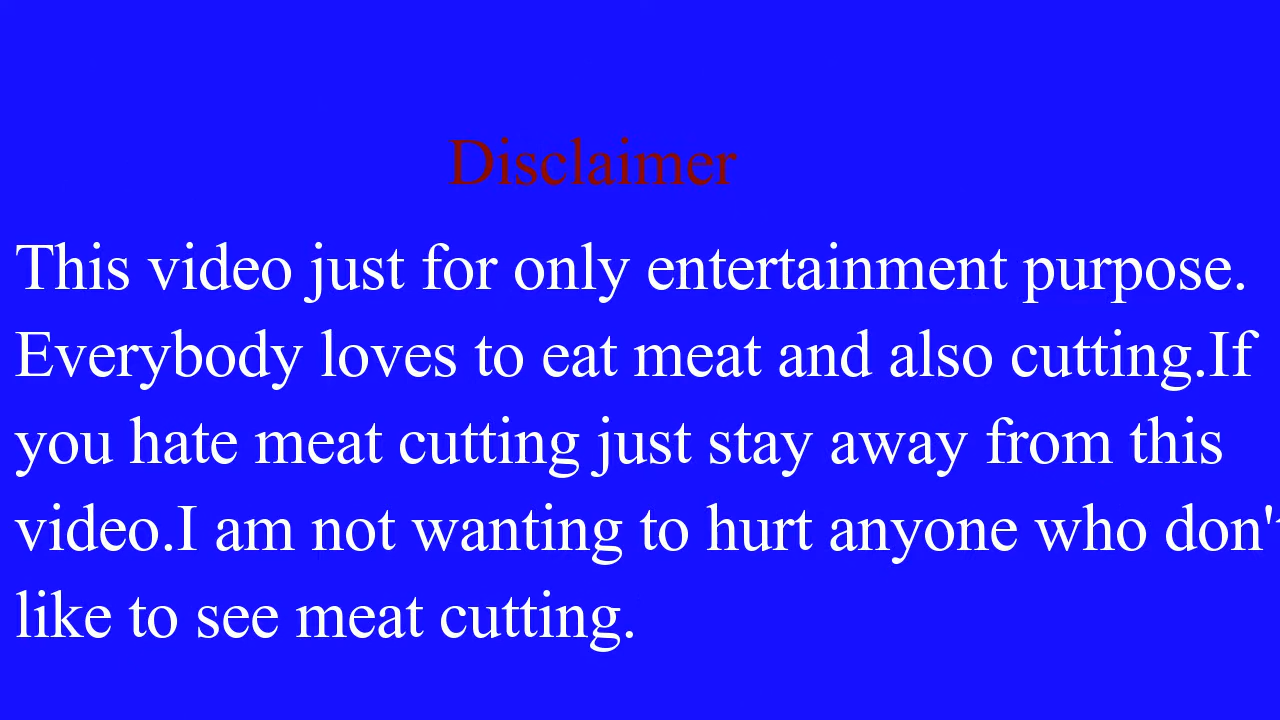 Disclaimer
This video just for only entertainment purpose.
Everybody loves to eat meat and also cutting.If
you hate meat cutting just stay away from this
video.I am not wanting to hurt anyone who don'
like to see meat cutting.